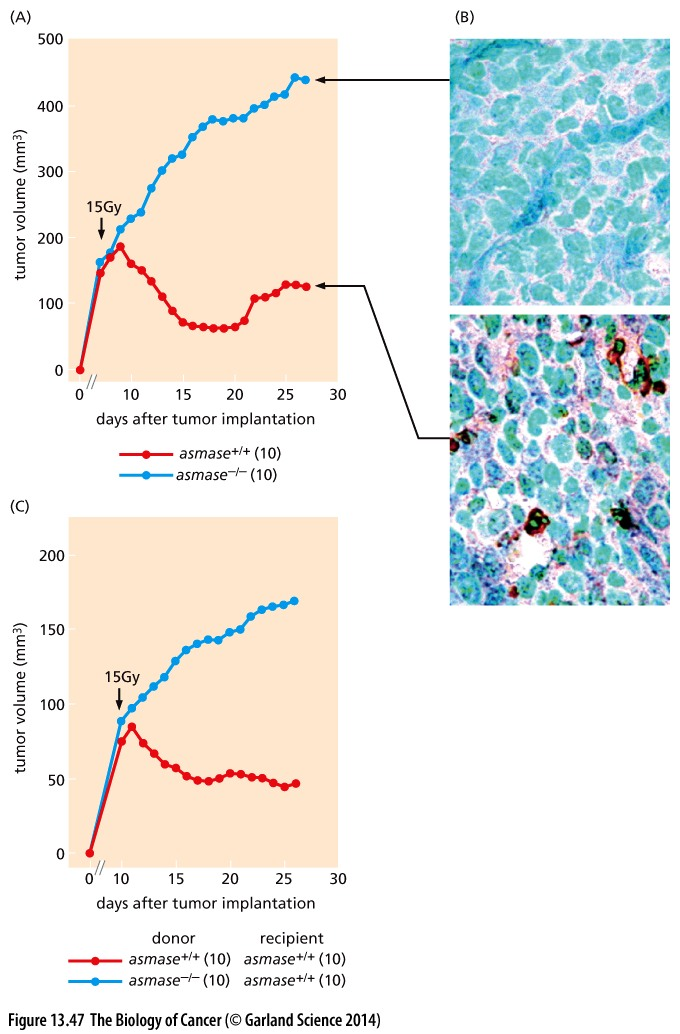 (A)
500
400
300
200
100
0
tumor volume (mm³)
15Gy
0 10 15 20 25 30
days after tumor implantation
asmase+/+ (10)
asmase–/– (10)
(B)
(C)
200
150
100
50
0
tumor volume (mm³)
15Gy
0 10 15 20 25 30
days after tumor implantation
donor recipient
asmase+/+ (10) asmase+/+ (10)
asmase–/– (10) asmase+/+ (10)
Figure 13.47 The Biology of Cancer (© Garland Science 2014)